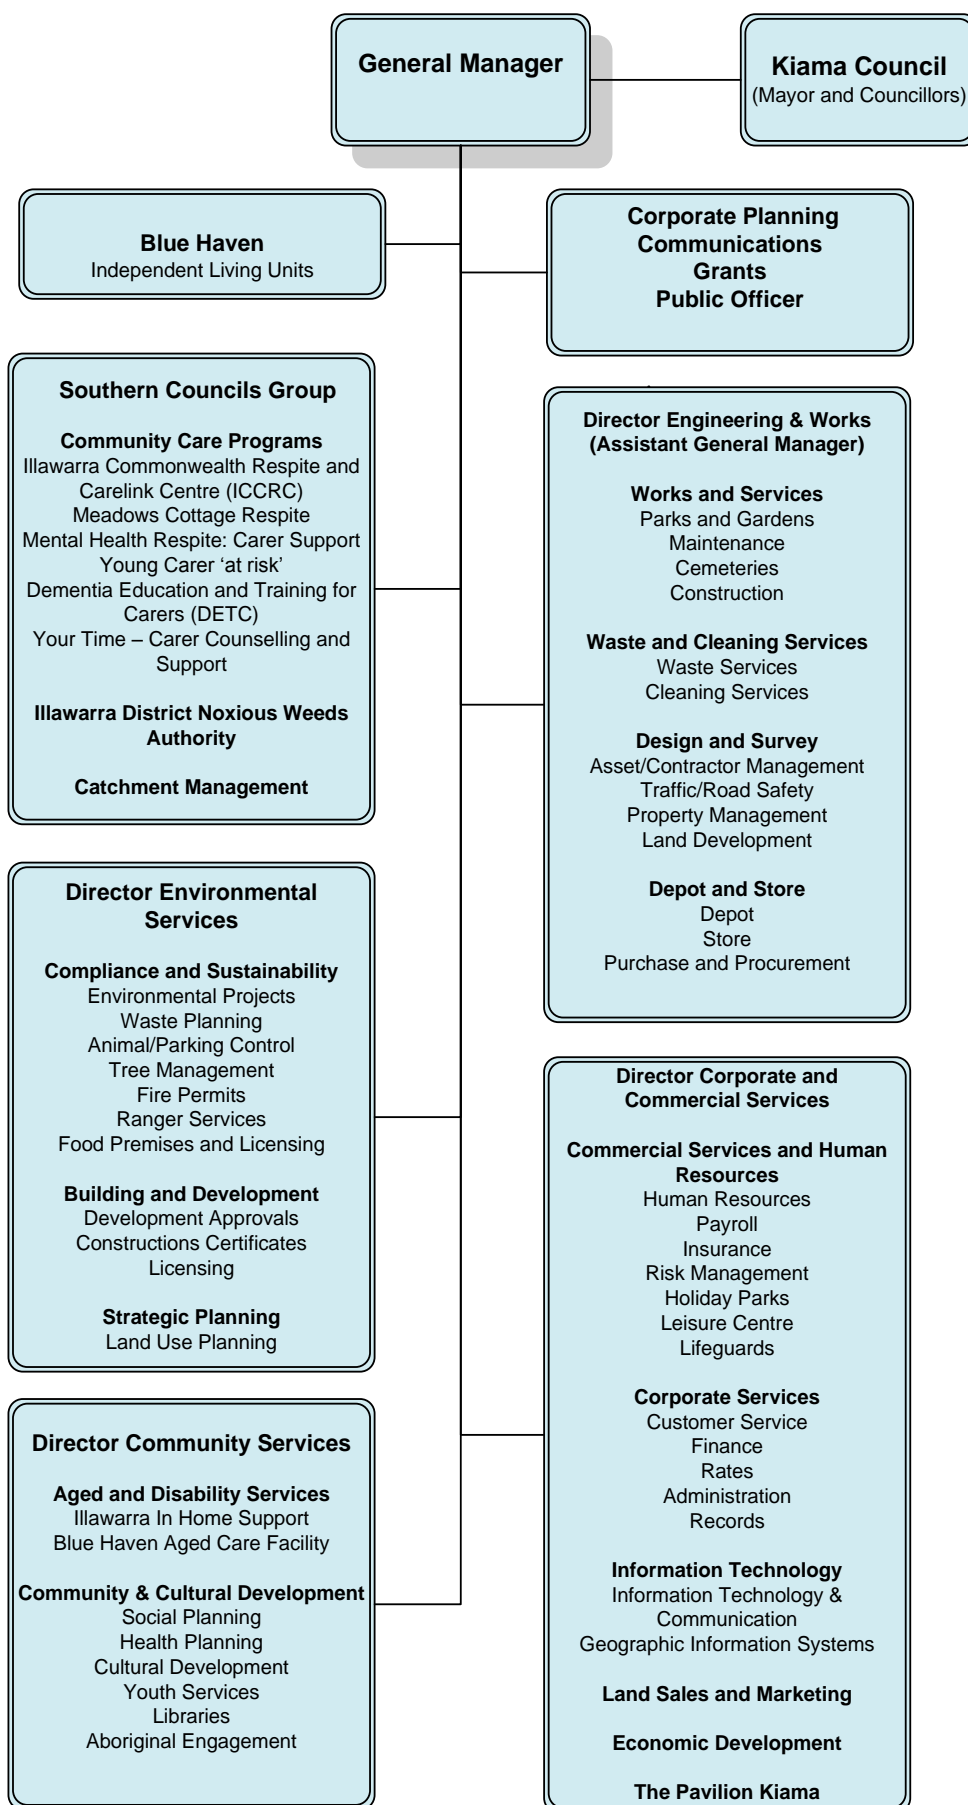 General Manager
Kiama Council
(Mayor and Councillors)
Blue Haven
Independent Living Units
Corporate Planning
Communications
Grants
Public Officer
Southern Councils Group
Community Care Programs
Illawarra Commonwealth Respite and
Carelink Centre (ICCRC)
Meadows Cottage Respite
Mental Health Respite: Carer Support
Young Carer ‘at risk’
Dementia Education and Training for
Carers (DETC)
Your Time – Carer Counselling and
Support
Illawarra District Noxious Weeds
Authority
Catchment Management
Director Engineering & Works
(Assistant General Manager)
Works and Services
Parks and Gardens
Maintenance
Cemeteries
Construction
Waste and Cleaning Services
Waste Services
Cleaning Services
Design and Survey
Asset/Contractor Management
Traffic/Road Safety
Property Management
Land Development
Depot and Store
Depot
Store
Purchase and Procurement
Director Environmental
Services
Compliance and Sustainability
Environmental Projects
Waste Planning
Animal/Parking Control
Tree Management
Fire Permits
Ranger Services
Food Premises and Licensing
Building and Development
Development Approvals
Constructions Certificates
Licensing
Strategic Planning
Land Use Planning
Director Corporate and
Commercial Services
Commercial Services and Human
Resources
Human Resources
Payroll
Insurance
Risk Management
Holiday Parks
Leisure Centre
Lifeguards
Corporate Services
Customer Service
Finance
Rates
Administration
Records
Information Technology
Information Technology &
Communication
Geographic Information Systems
Land Sales and Marketing
Economic Development
The Pavilion Kiama
Director Community Services
Aged and Disability Services
Illawarra In Home Support
Blue Haven Aged Care Facility
Community & Cultural Development
Social Planning
Health Planning
Cultural Development
Youth Services
Libraries
Aboriginal Engagement